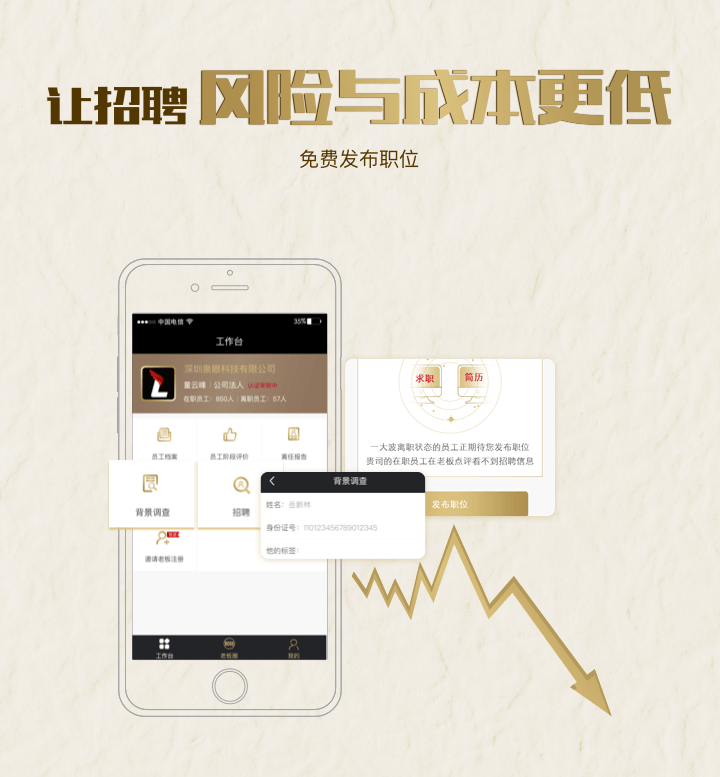 让招聘 风险与成本更低
免费发布职位
中国电信 35%
工作台
深圳泉眼科技有限公司
童云峰 公司法人 认证审核中
在职员工：850人 离职员工：57人
员工档案 员工阶段评价 离任报告
背景调查 招聘
邀请老板注册
工作台 老板圈 我的
背景调查
姓名：岳新林
身份证号：110123456789012345
他的标签：
求职 简历
一大波离职状态的员工正期待您发布职位
贵司的在职员工在老板点评看不到招聘信息
发布职位